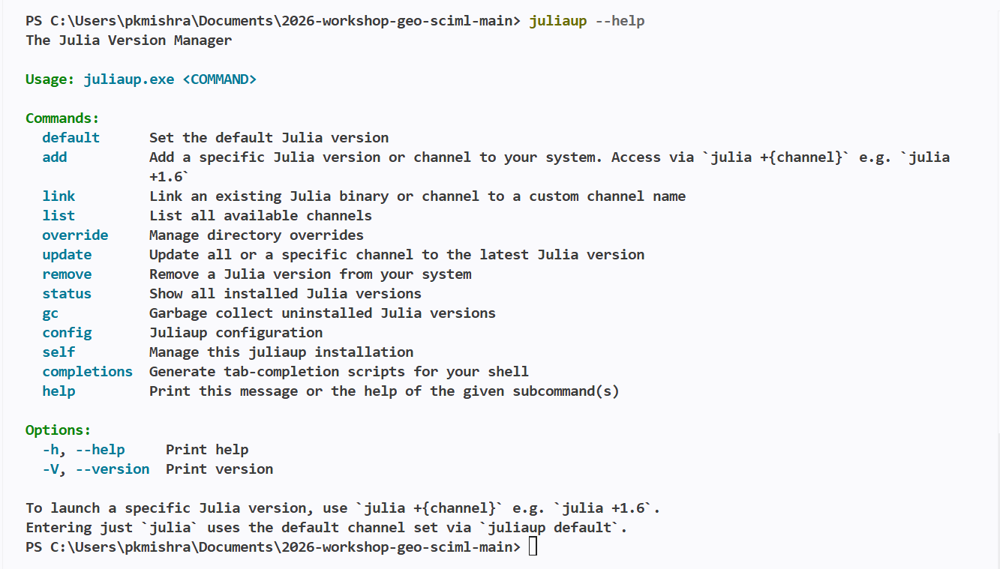 PS C:\Users\pkmishra\Documents\2026-workshop-geo-sciml-main> juliaup --help
The Julia Version Manager

Usage: juliaup.exe <COMMAND>

Commands:
  default      Set the default Julia version
  add          Add a specific Julia version or channel to your system. Access via `julia +{channel}` e.g. `julia
               +1.6`
  link         Link an existing Julia binary or channel to a custom channel name
  list         List all available channels
  override     Manage directory overrides
  update       Update all or a specific channel to the latest Julia version
  remove       Remove a Julia version from your system
  status       Show all installed Julia versions
  gc           Garbage collect uninstalled Julia versions
  config       Juliaup configuration
  self         Manage this juliaup installation
  completions  Generate tab-completion scripts for your shell
  help         Print this message or the help of the given subcommand(s)

Options:
  -h, --help     Print help
  -V, --version  Print version

To launch a specific Julia version, use `julia +{channel}` e.g. `julia +1.6`.
Entering just `julia` uses the default channel set via `juliaup default`.
PS C:\Users\pkmishra\Documents\2026-workshop-geo-sciml-main>